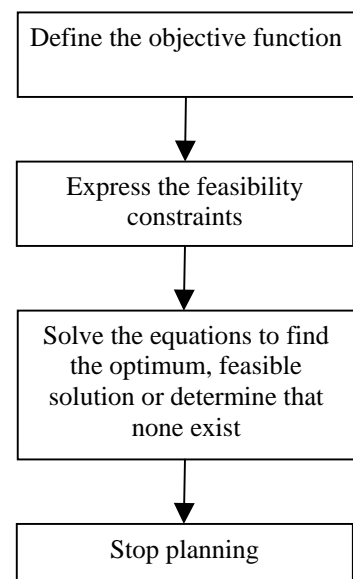 Define the objective function
Express the feasibility
constraints
Solve the equations to find
the optimum, feasible
solution or determine that
none exist
Stop planning